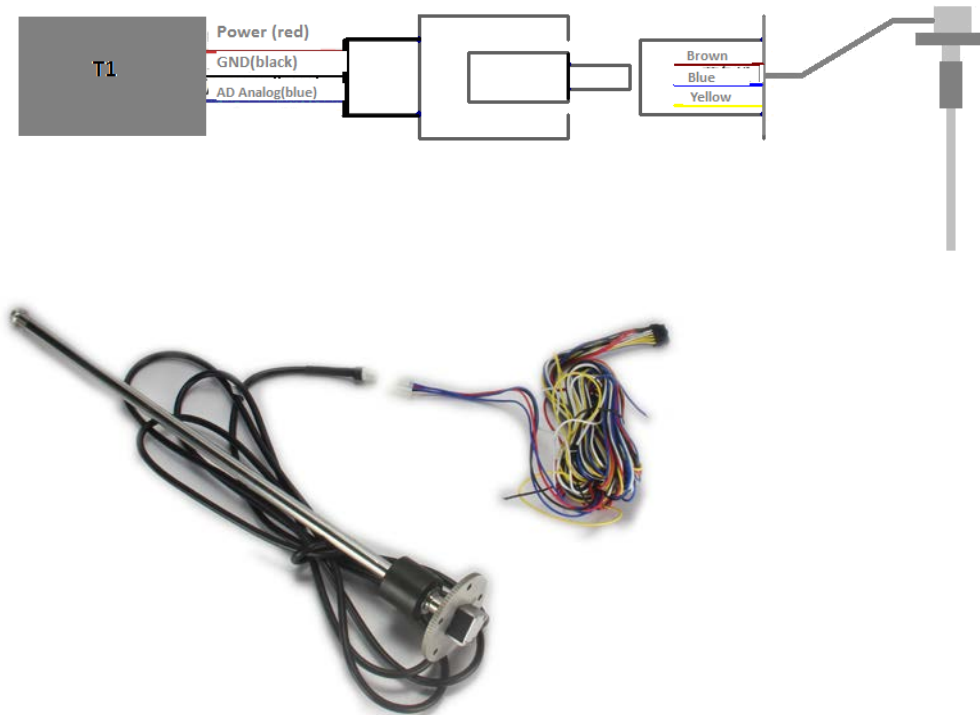 T1
Power (red)
GND(black)
AD Analog(blue)
Brown
Blue
Yellow